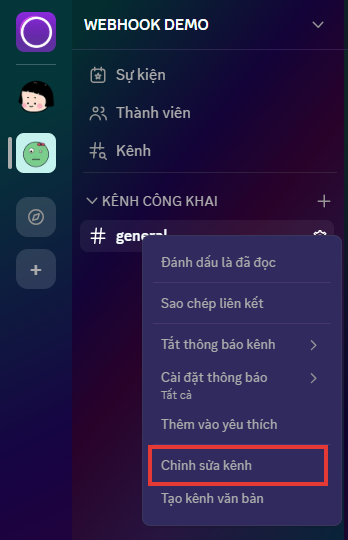 WEBHOOK DEMO
Sự kiện
Thành viên
Kênh
KÊNH CÔNG KHAI
general
Đánh dấu là đã đọc
Sao chép liên kết
Tắt thông báo kênh
Cài đặt thông báo
Tất cả
Thêm vào yêu thích
Chỉnh sửa kênh
Tạo kênh văn bản